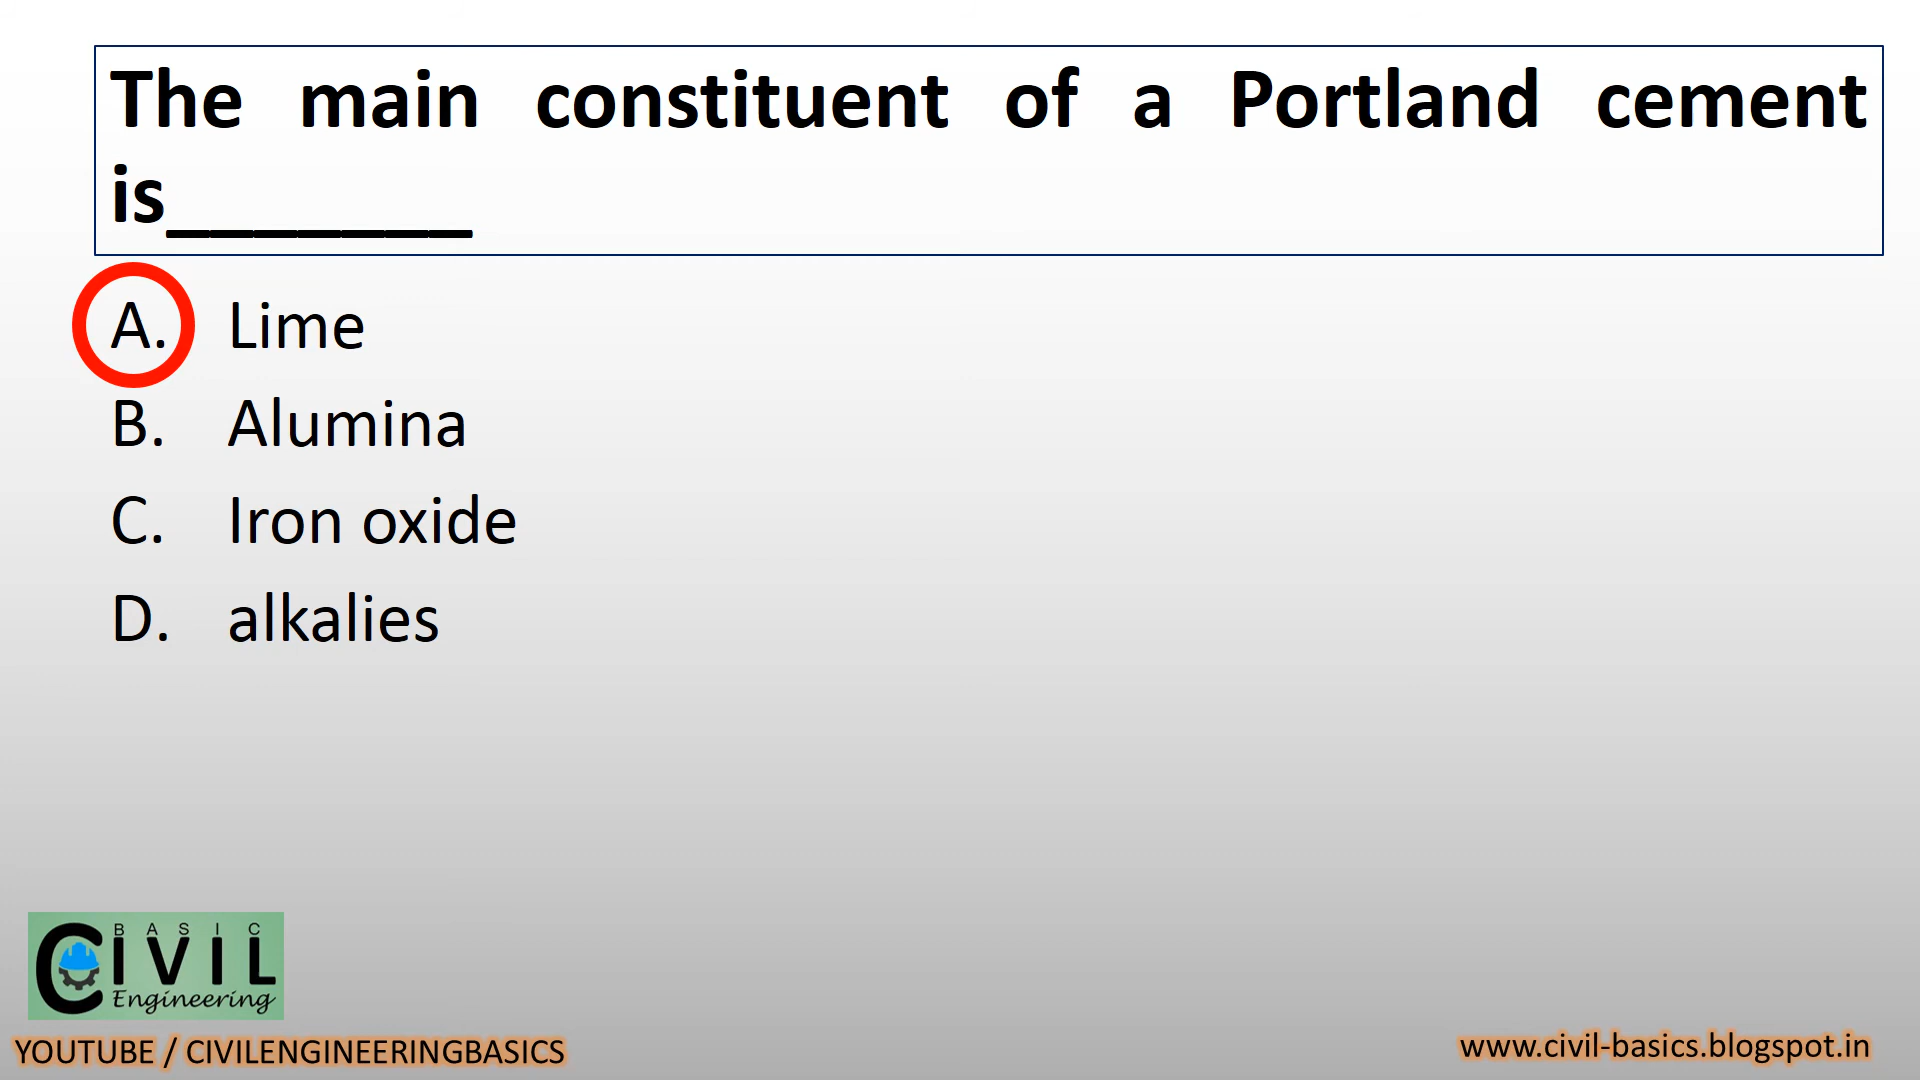 The main constituent of a Portland cement
is_______
A. Lime
B. Alumina
C. Iron oxide
D. alkalies
BASIC
CIVIL
Engineering
YOUTUBE / CIVILENGINEERINGBASICS
www.civil-basics.blogspot.in